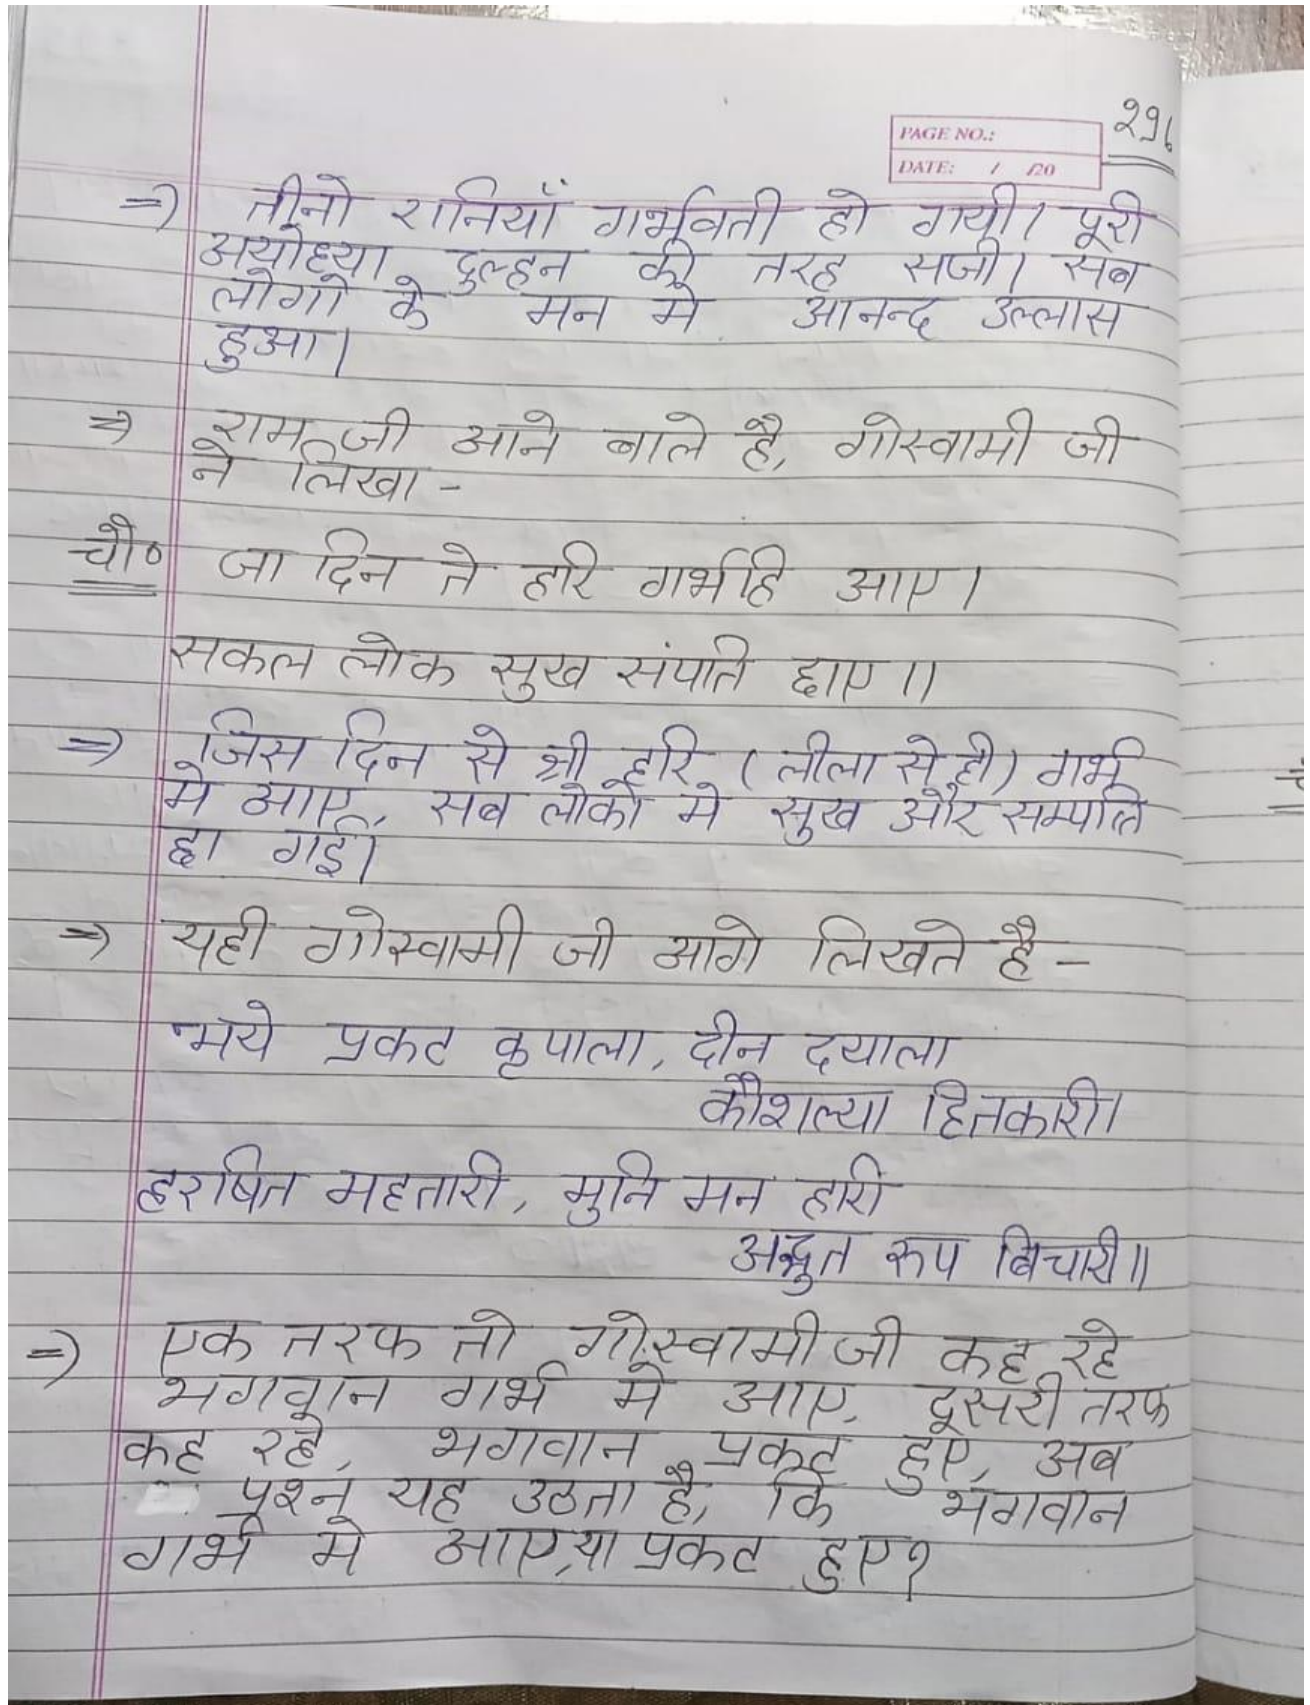 २१६
PAGE NO.:
DATE: / /20
=) तीनो रानियाँ गर्भवती हो गयी। पूरी
अयोध्या दुल्हन की तरह सजी। सब
लोगो के मन मे आनन्द उल्लास
हुआ।
=) राम जी आने बाले है, गोस्वामी जी
ने लिखा -
चौ० जा दिन ते हरि गर्भहि आए।
सकल लोक सुख संपति छाए।।
=) जिस दिन से श्री हरि (लीला से ही) गर्भ
मे आए, सब लोको मे सुख और सम्पति
छा गई।
=) यही गोस्वामी जी आगे लिखते है -
"भये प्रकट कृपाला, दीन दयाला
कौशल्या हितकारी।
हरषित महतारी, मुनि मन हारी
अद्भुत रूप बिचारी॥
=) एक तरफ तो गोस्वामी जी कह रहे
भगवान गर्भ मे आए, दूसरी तरफ
कह रहे, भगवान प्रकट हुए, अब
प्रश्न यह उठता है, कि भगवान
गर्भ मे आए,या प्रकट हुए?